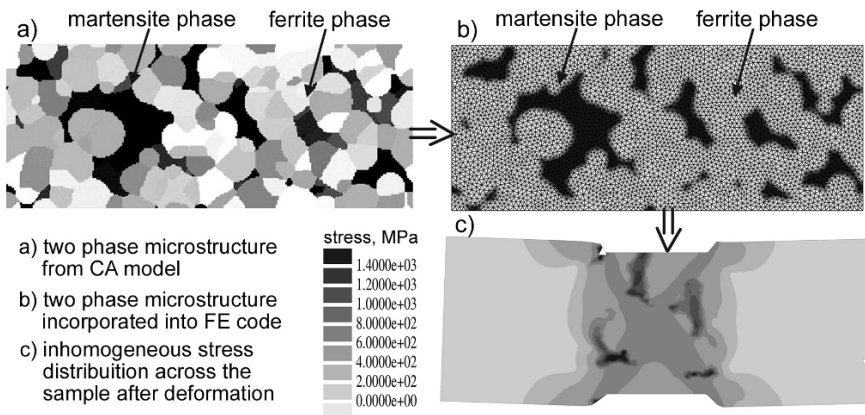 a)
martensite phase
ferrite phase
b)
martensite phase
ferrite phase
a) two phase microstructure
from CA model
b) two phase microstructure
incorporated into FE code
c) inhomogeneous stress
distribuition across the
sample after deformation
stress, MPa
1.4000e+03
1.2000e+03
1.0000e+03
8.0000e+02
6.0000e+02
4.0000e+02
2.0000e+02
0.0000e+00
c)